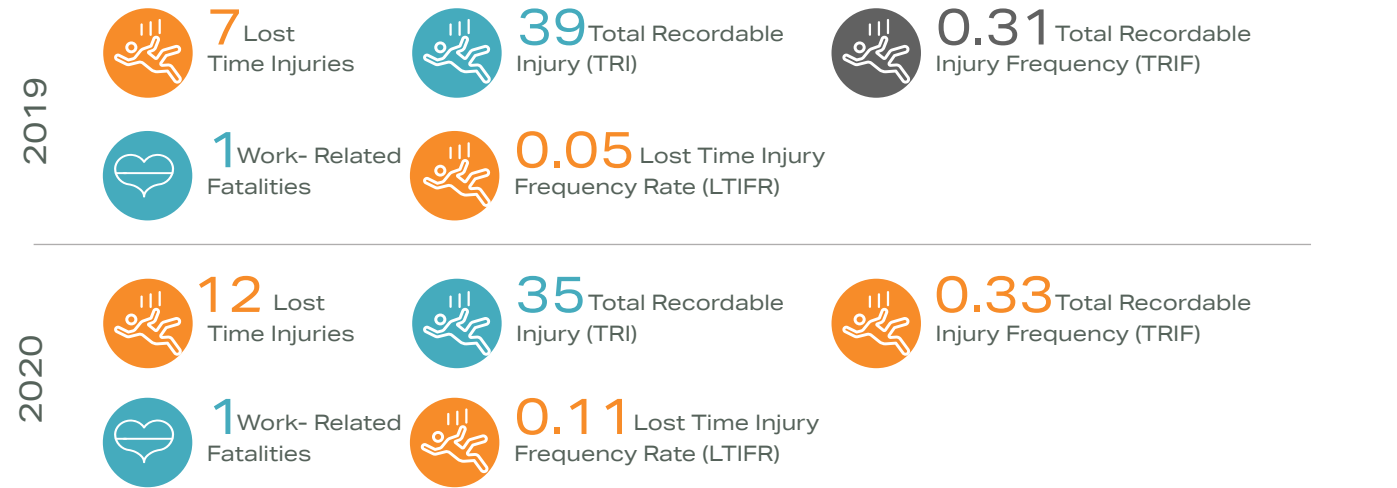 2019
7 Lost
Time Injuries
39 Total Recordable
Injury (TRI)
0.31 Total Recordable
Injury Frequency (TRIF)
1 Work- Related
Fatalities
0.05 Lost Time Injury
Frequency Rate (LTIFR)
2020
12 Lost
Time Injuries
35 Total Recordable
Injury (TRI)
0.33 Total Recordable
Injury Frequency (TRIF)
1 Work- Related
Fatalities
0.11 Lost Time Injury
Frequency Rate (LTIFR)